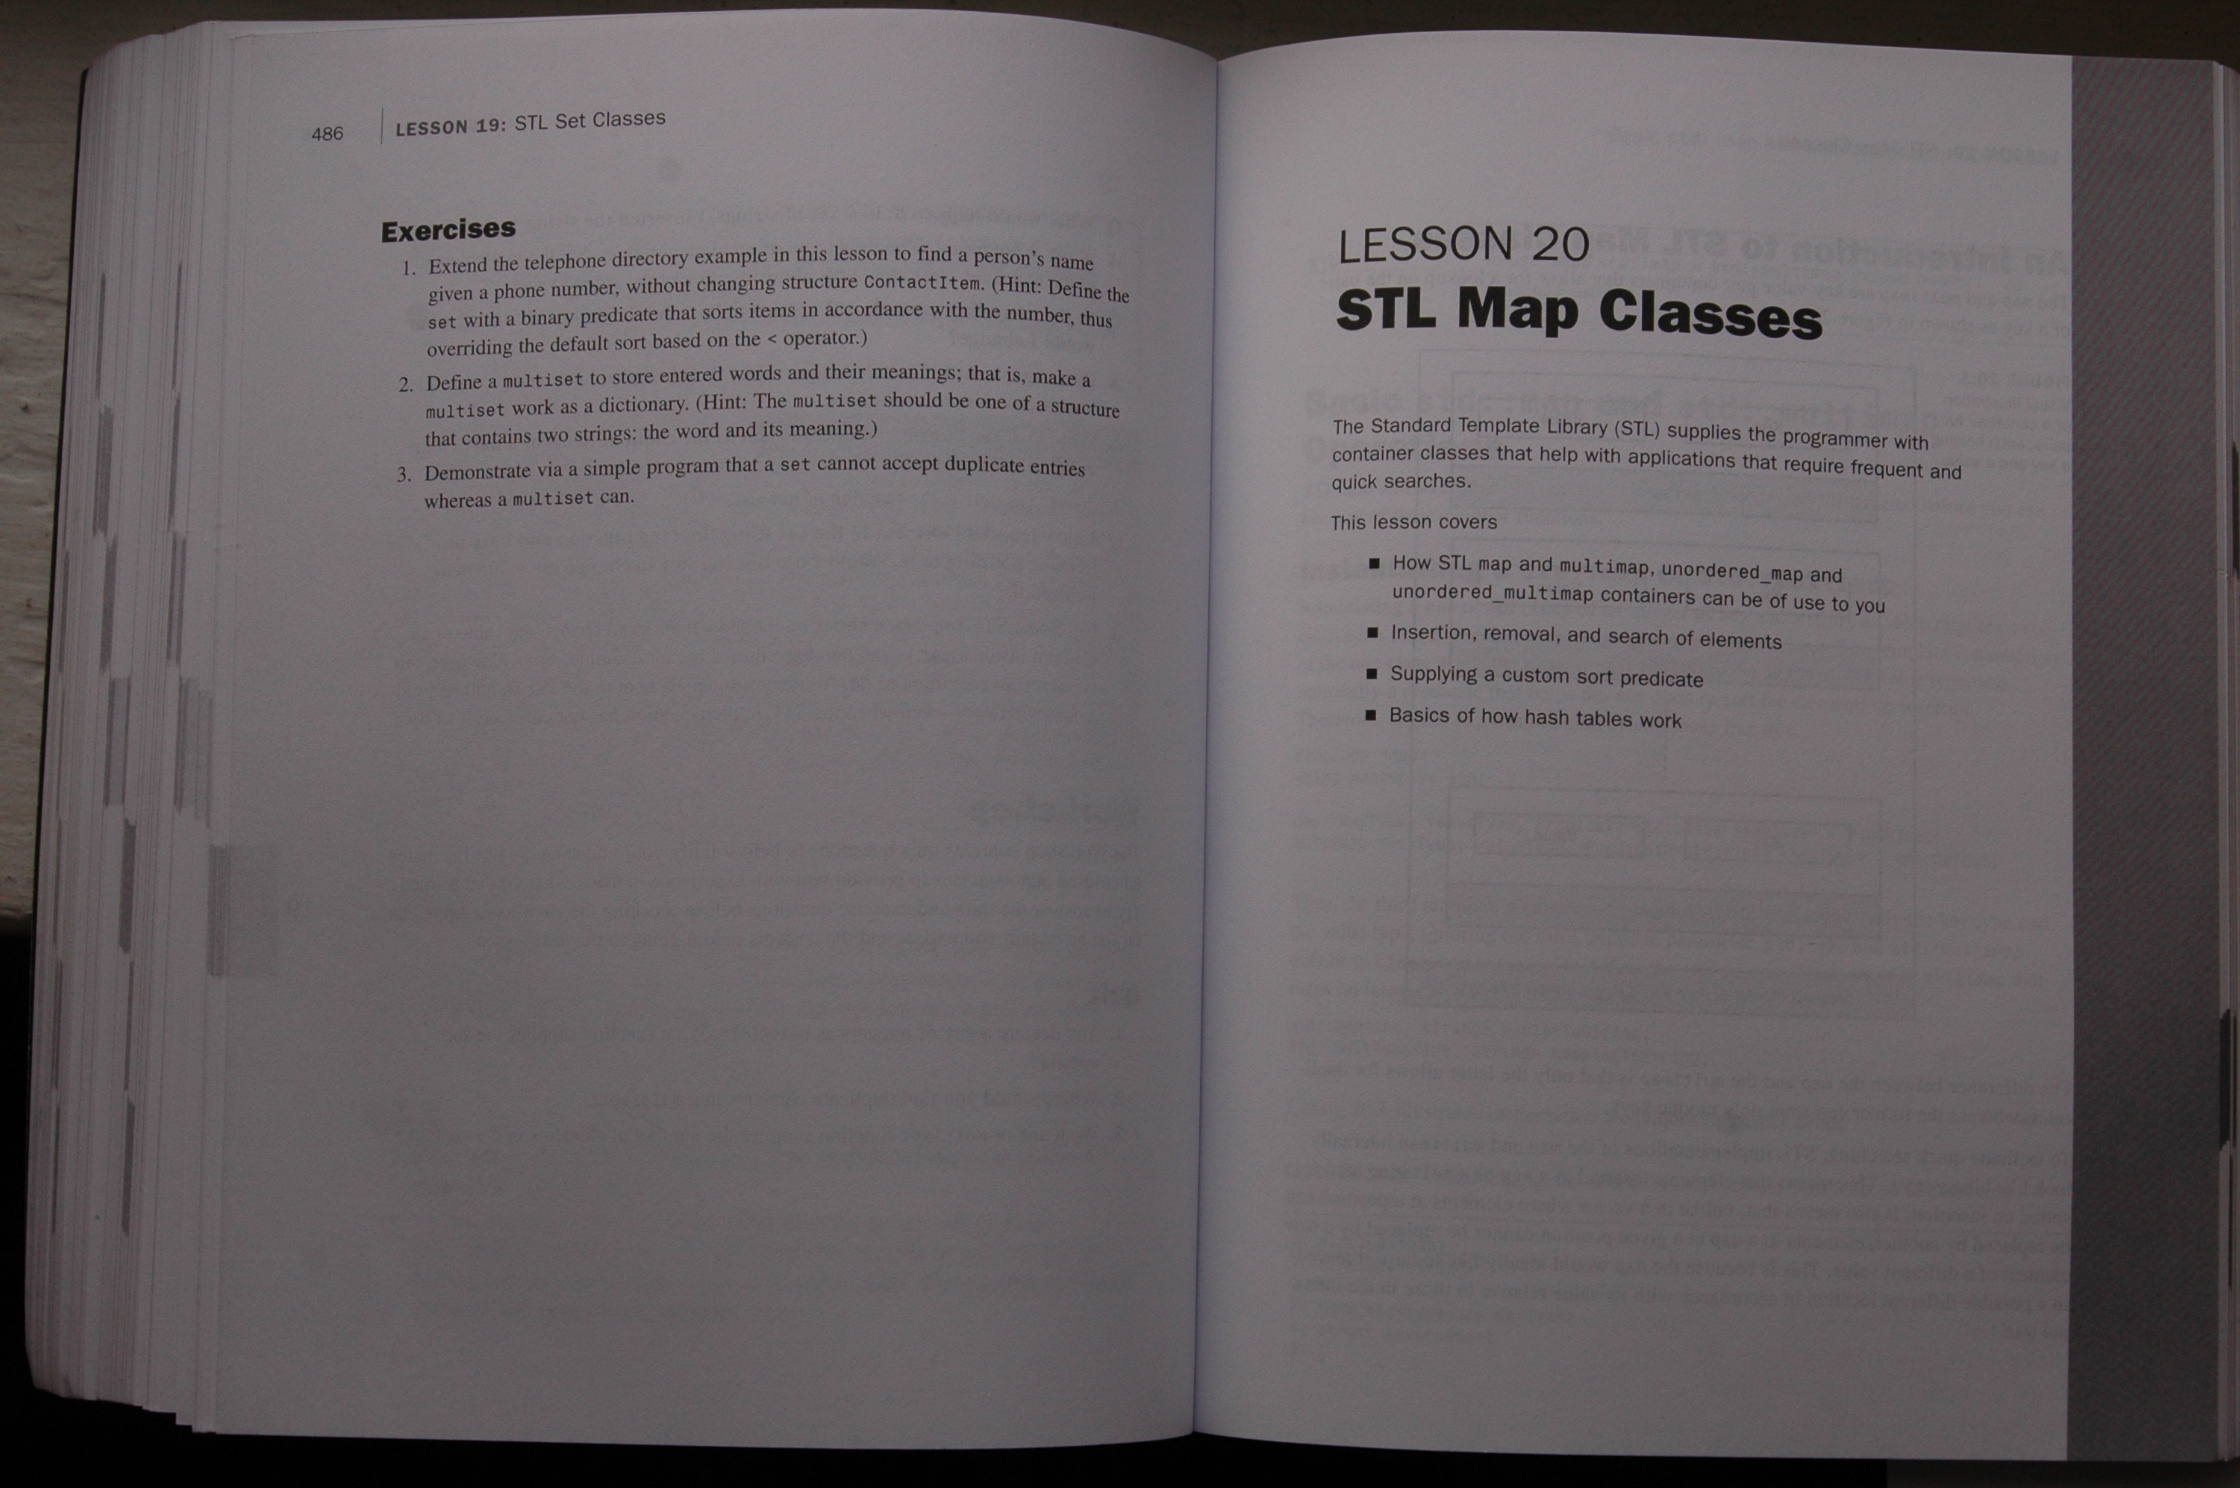 486
LESSON 19: STL Set Classes
Exercises
1. Extend the telephone directory example in this lesson to find a person's name
given a phone number, without changing structure ContactItem. (Hint: Define the
set with a binary predicate that sorts items in accordance with the number, thus
overriding the default sort based on the < operator.)
2. Define a multiset to store entered words and their meanings; that is, make a
multiset work as a dictionary. (Hint: The multiset should be one of a structure
that contains two strings: the word and its meaning.)
3. Demonstrate via a simple program that a set cannot accept duplicate entries
whereas a multiset can.
LESSON 20
STL Map Classes
The Standard Template Library (STL) supplies the programmer with
container classes that help with applications that require frequent and
quick searches.
This lesson covers
■ How STL map and multimap, unordered_map and
unordered_multimap containers can be of use to you
■ Insertion, removal, and search of elements
■ Supplying a custom sort predicate
■ Basics of how hash tables work